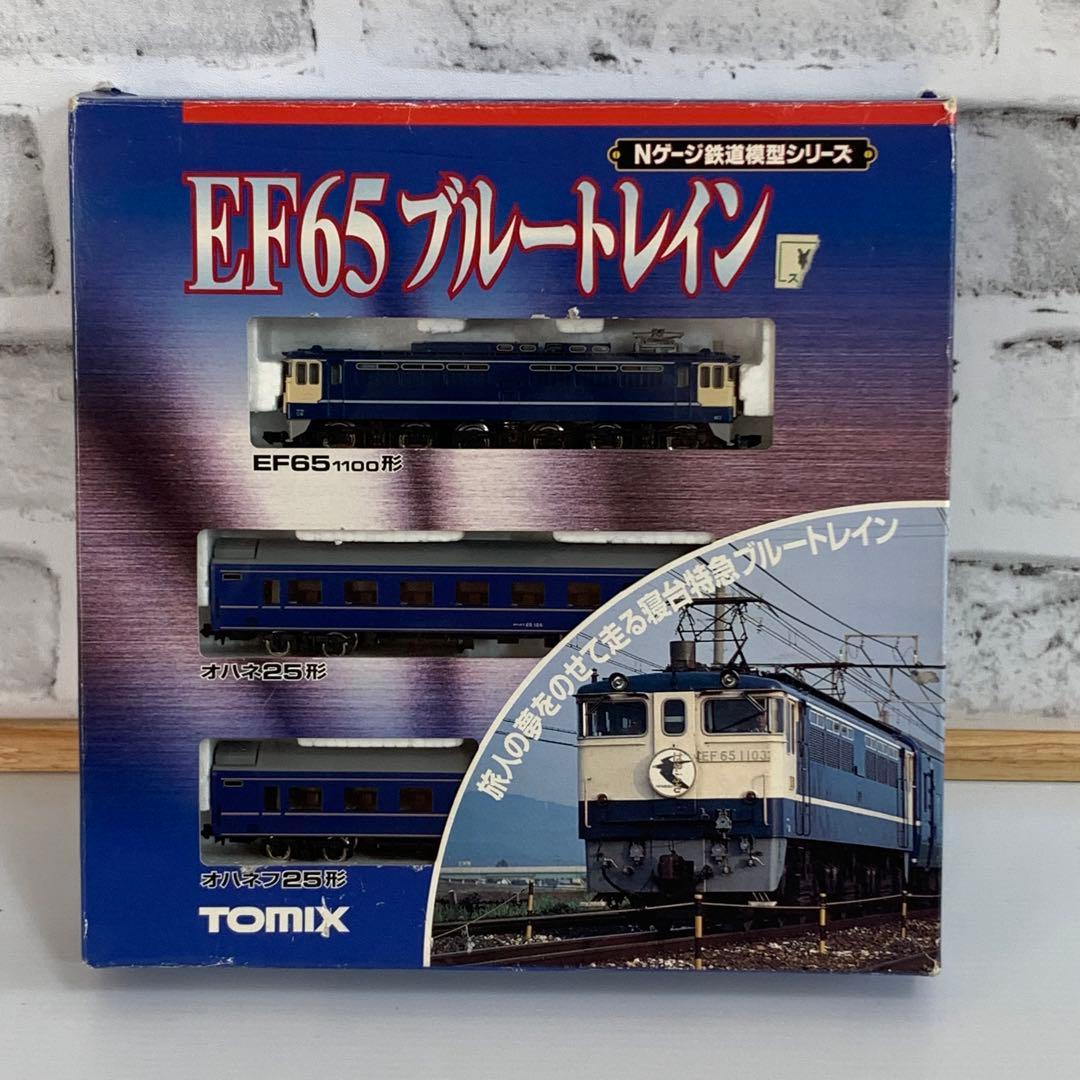 Nゲージ鉄道模型シリーズ
EF65 ブルートレイン
ズ
EF65 1100形
旅人の夢をのせて走る寝台特急ブルートレイン
オハネ25形
EF65 1103
オハネフ25形
TOMIX